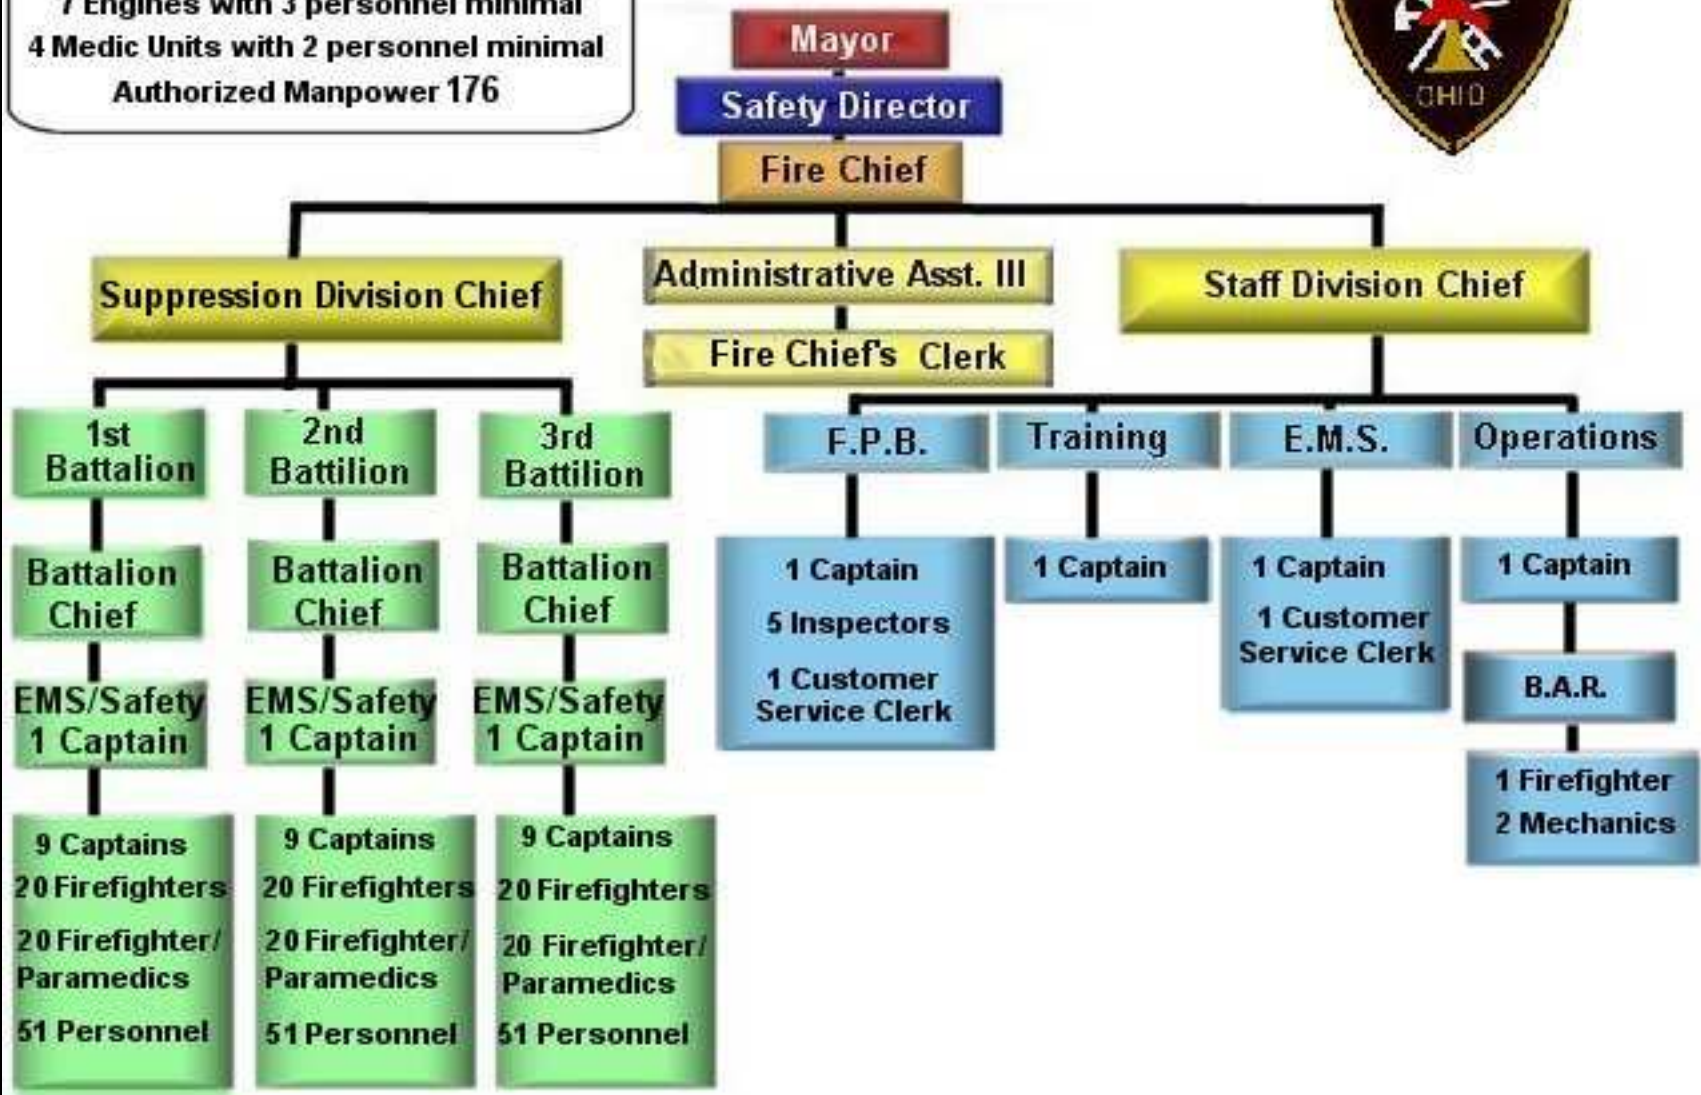 7 Engines with 3 personnel minimal
4 Medic Units with 2 personnel minimal
Authorized Manpower 176
Mayor
Safety Director
Fire Chief
OHIO
Suppression Division Chief
Administrative Asst. III
Fire Chief's Clerk
Staff Division Chief
1st
Battalion
2nd
Battilion
3rd
Battilion
Battalion
Chief
Battalion
Chief
Battalion
Chief
EMS/Safety
1 Captain
EMS/Safety
1 Captain
EMS/Safety
1 Captain
9 Captains
20 Firefighters
20 Firefighter/
Paramedics
51 Personnel
9 Captains
20 Firefighters
20 Firefighter/
Paramedics
51 Personnel
9 Captains
20 Firefighters
20 Firefighter/
Paramedics
51 Personnel
F.P.B.
Training
E.M.S.
Operations
1 Captain
5 Inspectors
1 Customer
Service Clerk
1 Captain
1 Captain
1 Customer
Service Clerk
1 Captain
B.A.R.
1 Firefighter
2 Mechanics